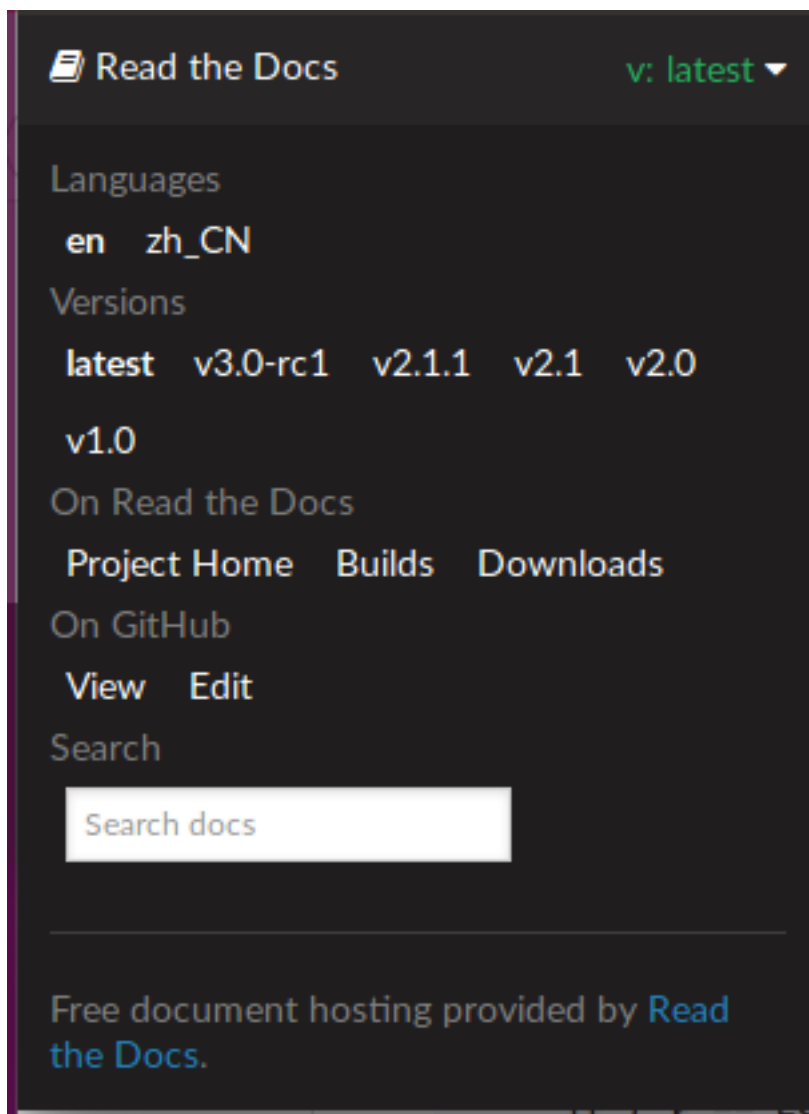 Read the Docs v: latest
Languages
en zh_CN
Versions
latest v3.0-rc1 v2.1.1 v2.1 v2.0
v1.0
On Read the Docs
Project Home Builds Downloads
On GitHub
View Edit
Search
Search docs
Free document hosting provided by Read
the Docs.